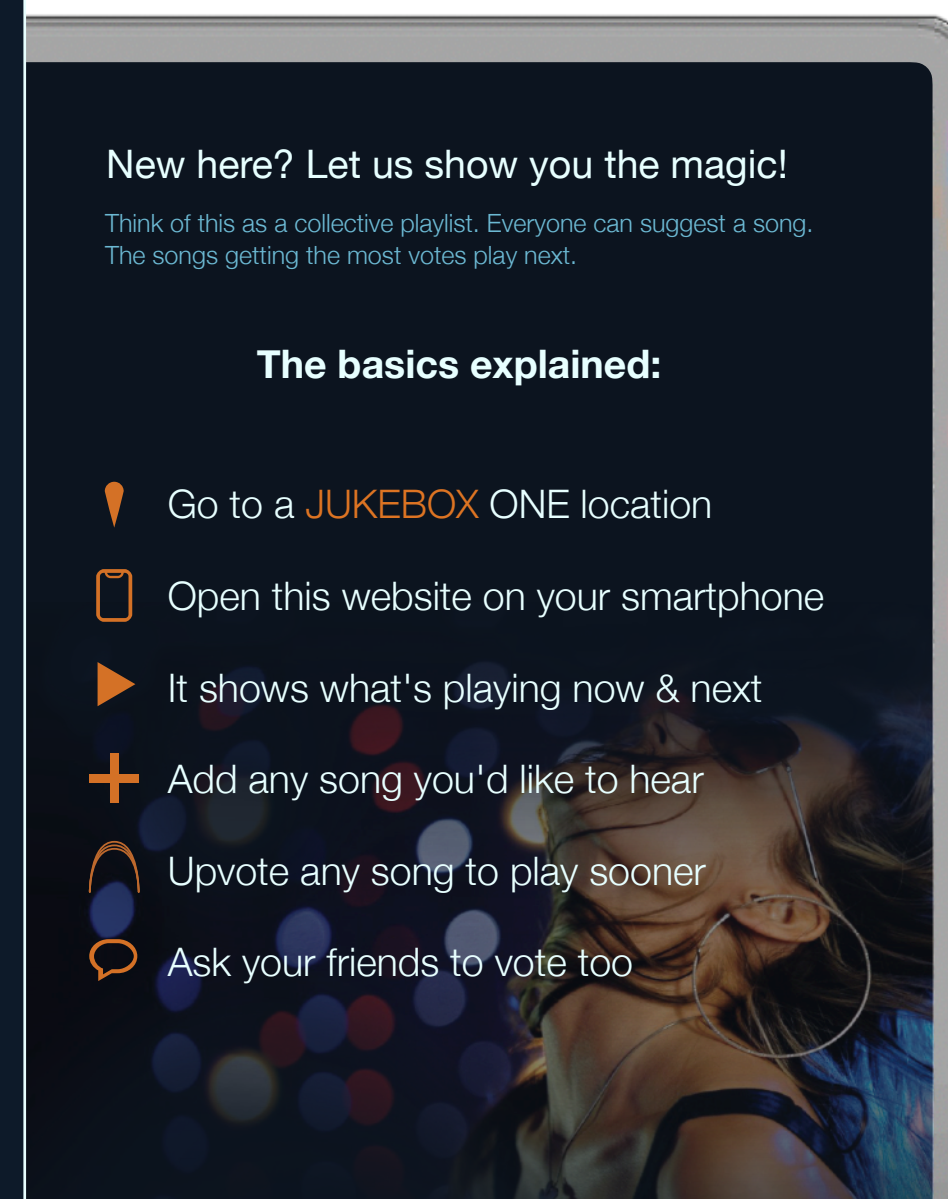 New here? Let us show you the magic!
Think of this as a collective playlist. Everyone can suggest a song.
The songs getting the most votes play next.
The basics explained:
Go to a JUKEBOX ONE location
Open this website on your smartphone
It shows what's playing now & next
Add any song you'd like to hear
Upvote any song to play sooner
Ask your friends to vote too